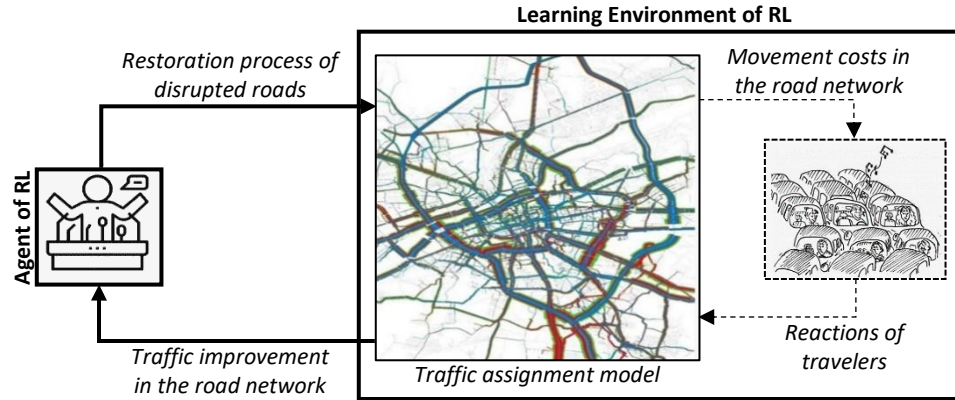 Learning Environment of RL
Restoration process of
disrupted roads
Movement costs in
the road network
Agent of RL
Traffic improvement
in the road network
Traffic assignment model
Reactions of
travelers